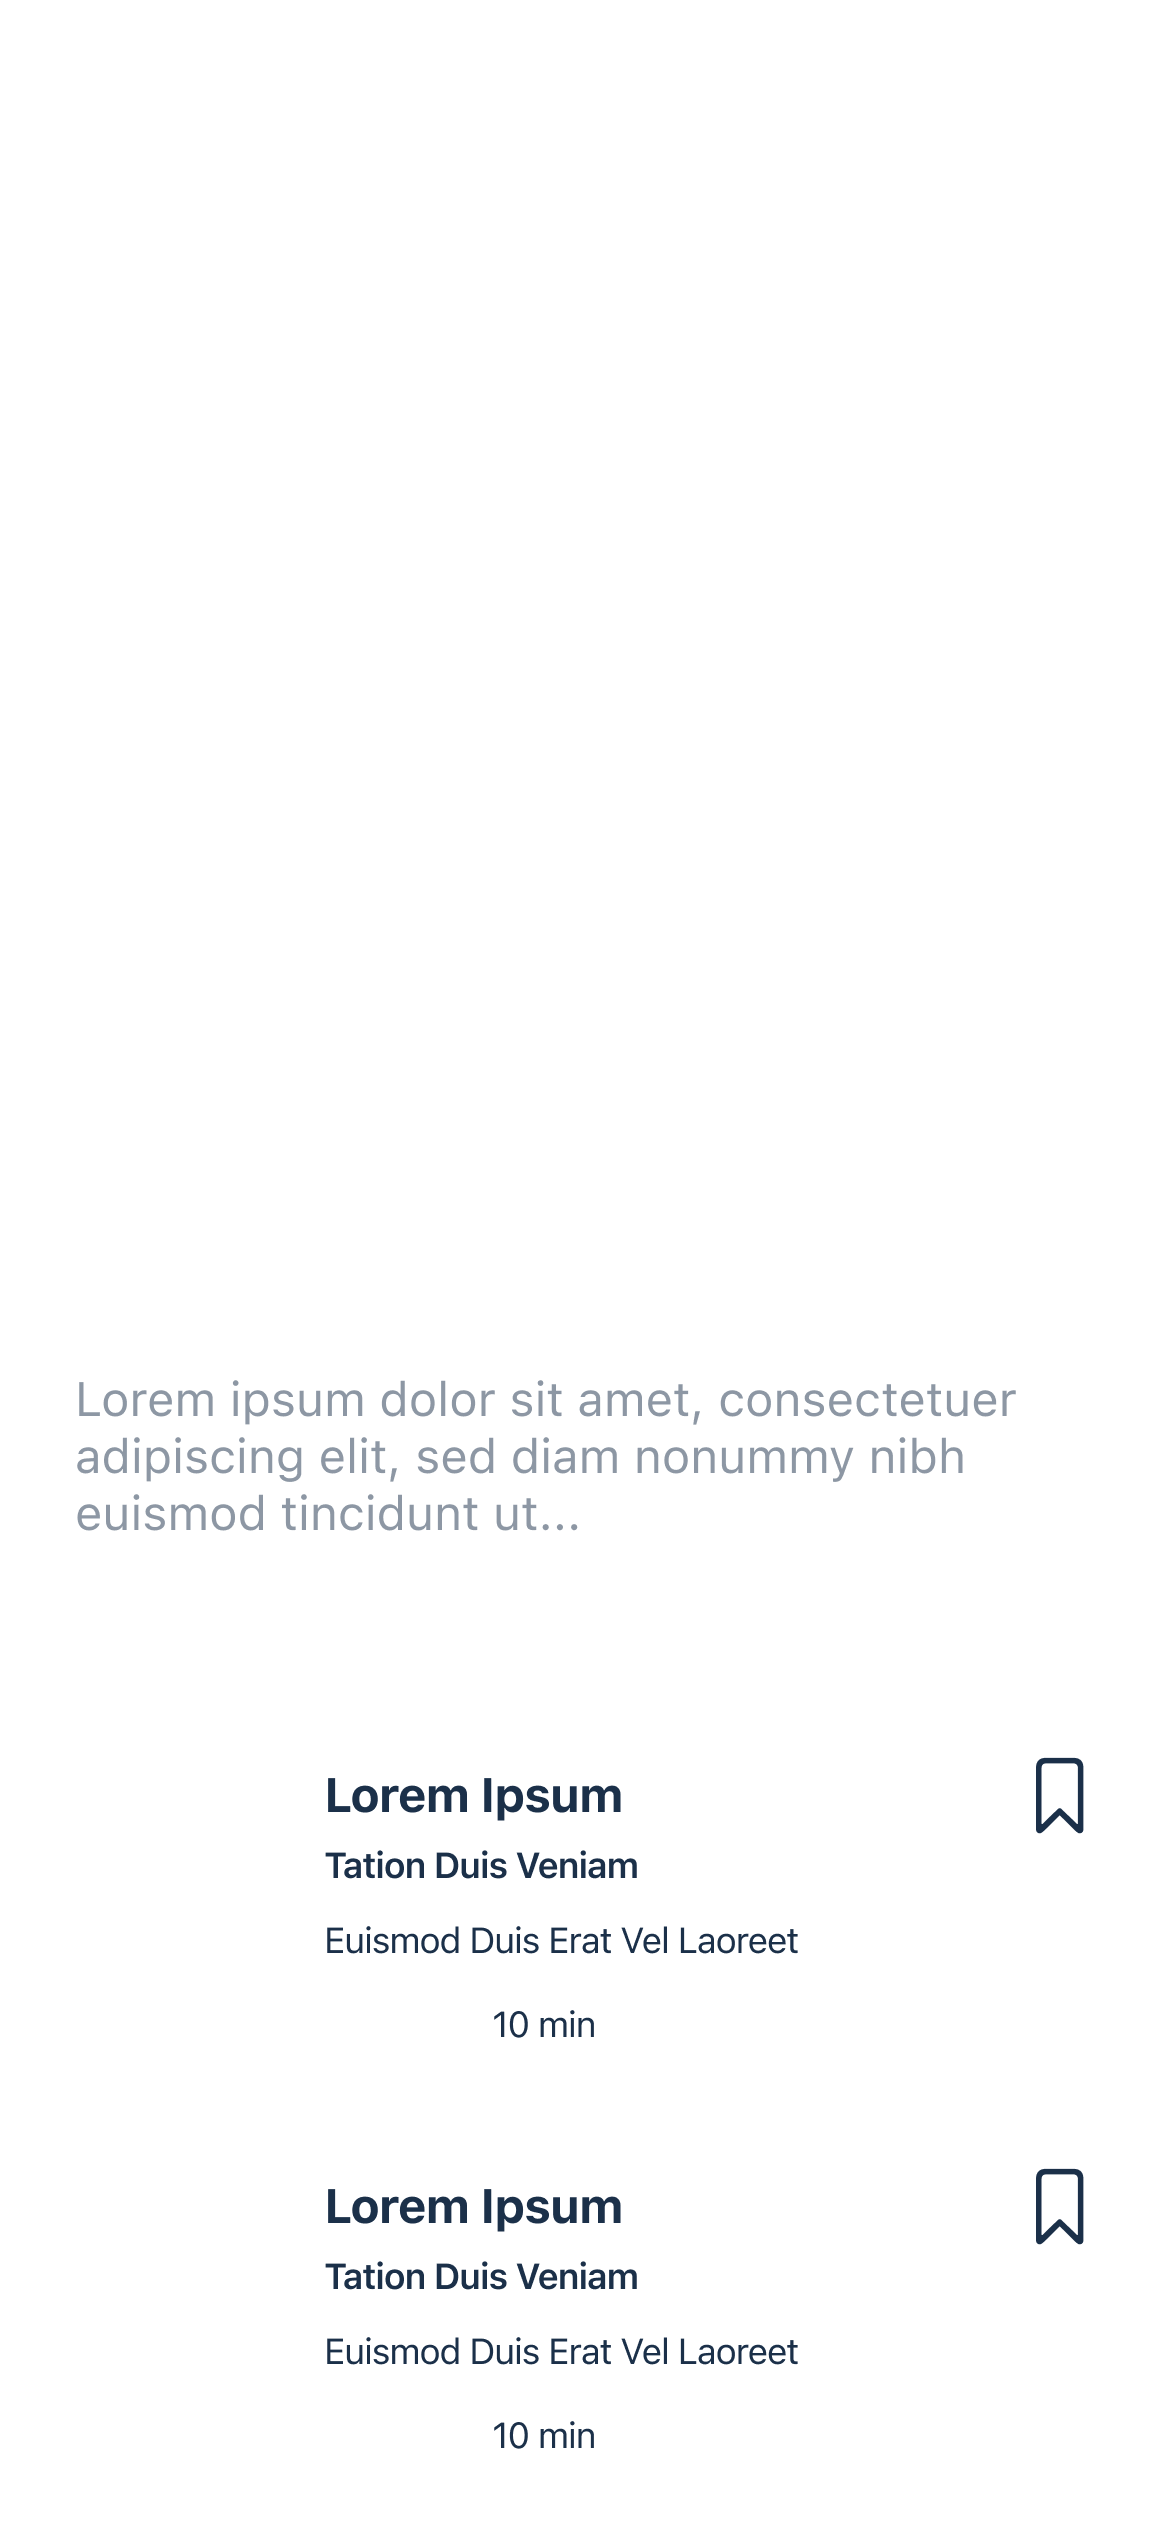 Lorem ipsum dolor sit amet, consectetuer
adipiscing elit, sed diam nonummy nibh
euismod tincidunt ut...
Lorem Ipsum
Tation Duis Veniam
Euismod Duis Erat Vel Laoreet
10 min
Lorem Ipsum
Tation Duis Veniam
Euismod Duis Erat Vel Laoreet
10 min